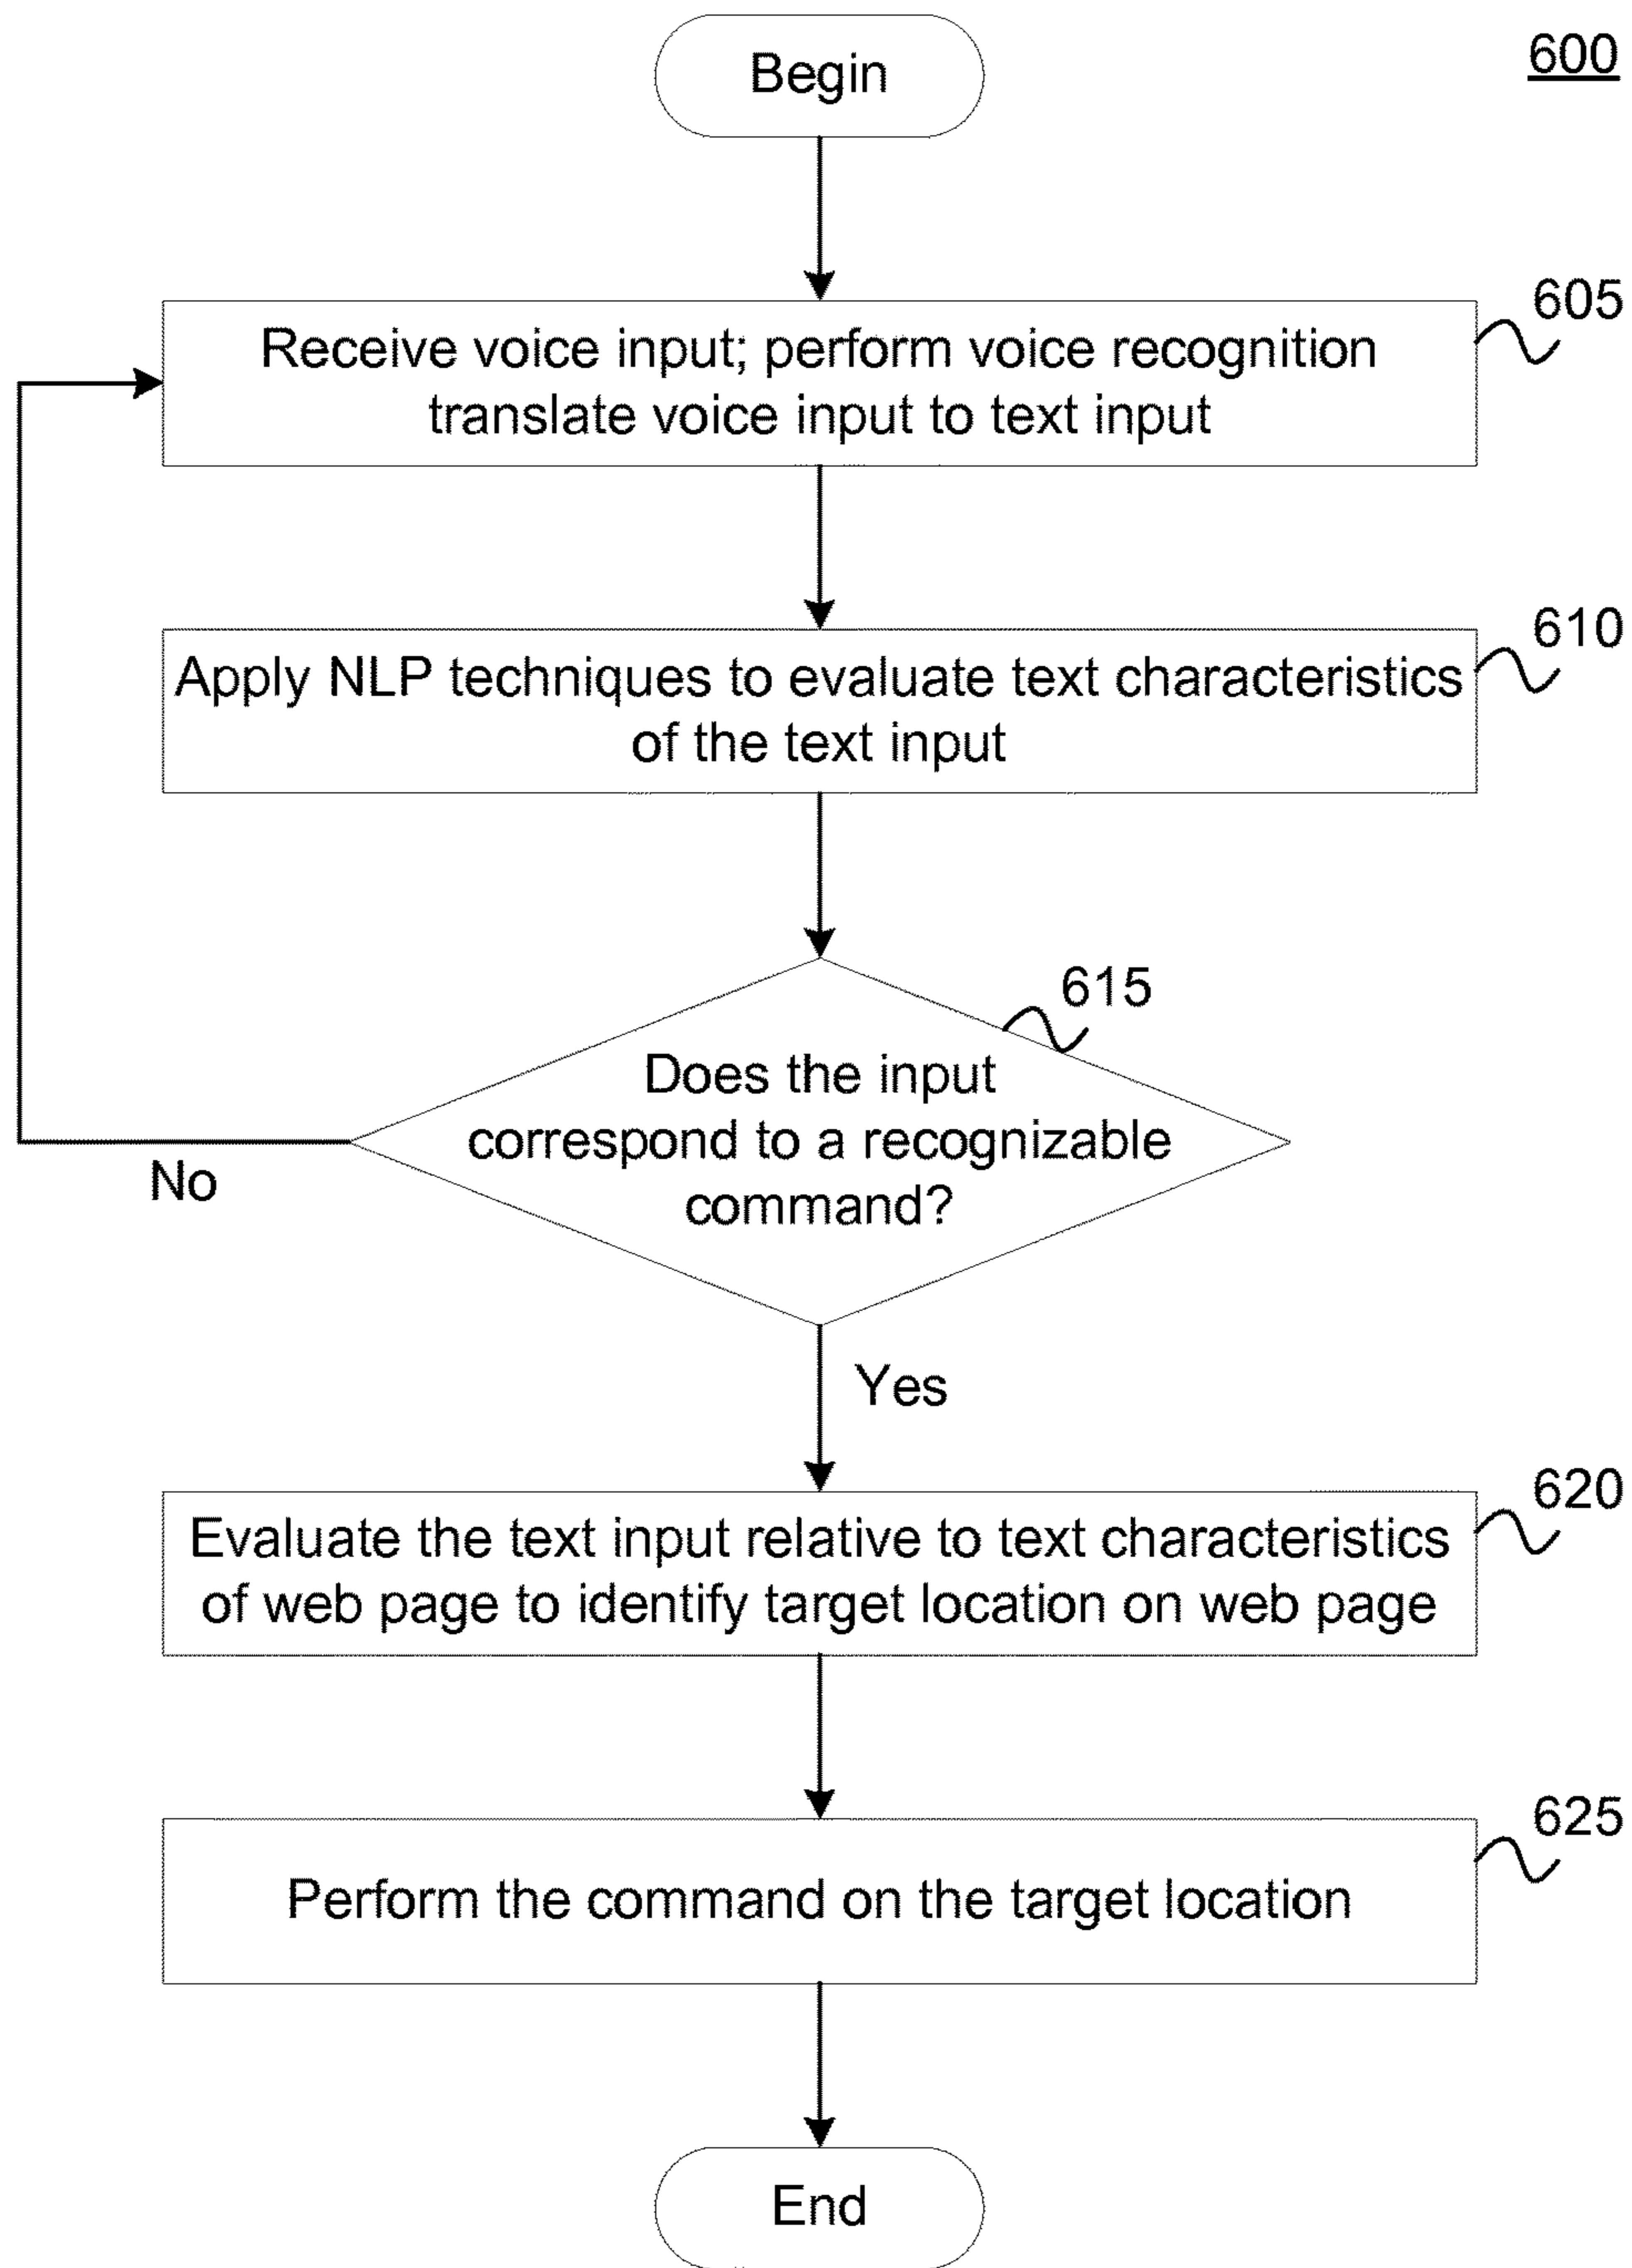 Begin
600
605
Receive voice input; perform voice recognition
translate voice input to text input
610
Apply NLP techniques to evaluate text characteristics
of the text input
615
Does the input
correspond to a recognizable
command?
No
Yes
620
Evaluate the text input relative to text characteristics
of web page to identify target location on web page
625
Perform the command on the target location
End